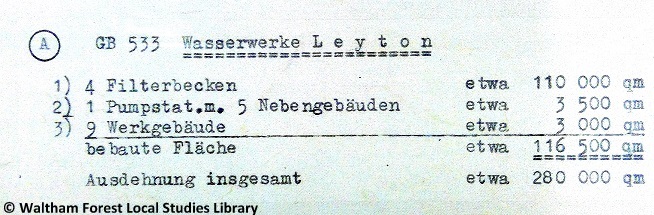 A GB 533 Wasserwerke L e y t o n
1) 4 Filterbecken etwa 110 000 qm
2) 1 Pumpstat.m. 5 Nebengebäuden etwa 3 500 qm
3) 9 Werkgebäude etwa 3 000 qm
bebaute Fläche etwa 116 500 qm
Ausdehnung insgesamt etwa 280 000 qm
© Waltham Forest Local Studies Library